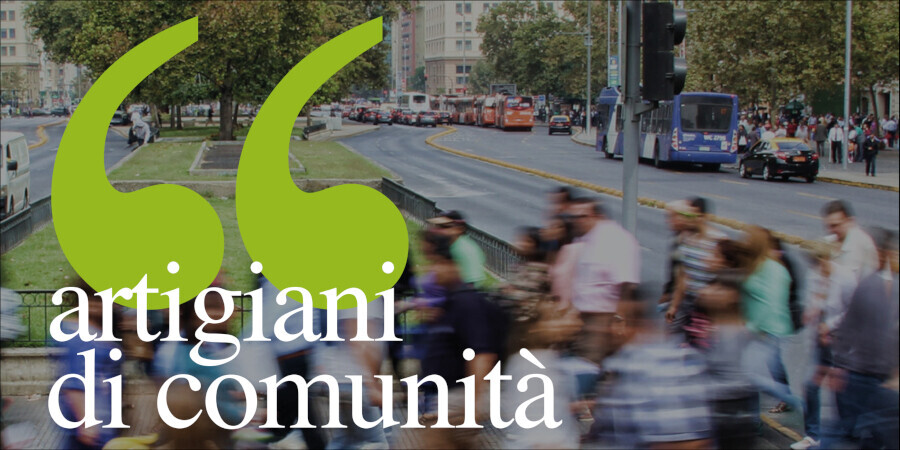 “
artigiani
di comunità